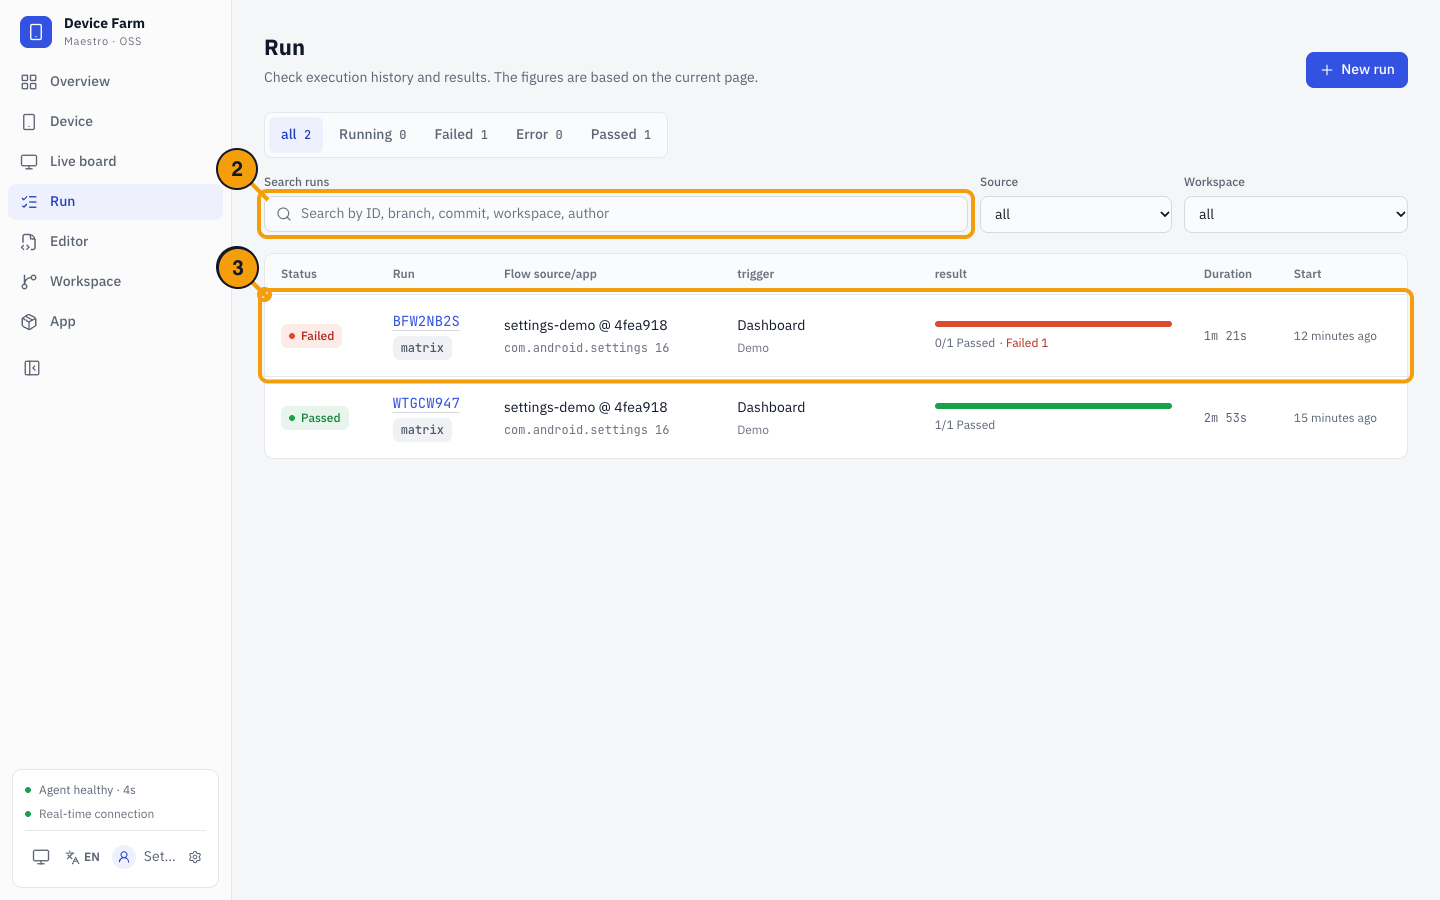 Device Farm
Maestro · OSS
Overview
Device
Live board
Run
Editor
Workspace
App
Agent healthy · 4s
Real-time connection
EN Set...
Run
Check execution history and results. The figures are based on the current page.
New run
all 2 Running 0 Failed 1 Error 0 Passed 1
2
Search runs Source Workspace
Search by ID, branch, commit, workspace, author all all
3
Status Run Flow source/app trigger result Duration Start
Failed BFW2NB2S matrix settings-demo @ 4fea918 com.android.settings 16 Dashboard Demo 0/1 Passed · Failed 1 1m 21s 12 minutes ago
Passed WTGCW947 matrix settings-demo @ 4fea918 com.android.settings 16 Dashboard Demo 1/1 Passed 2m 53s 15 minutes ago